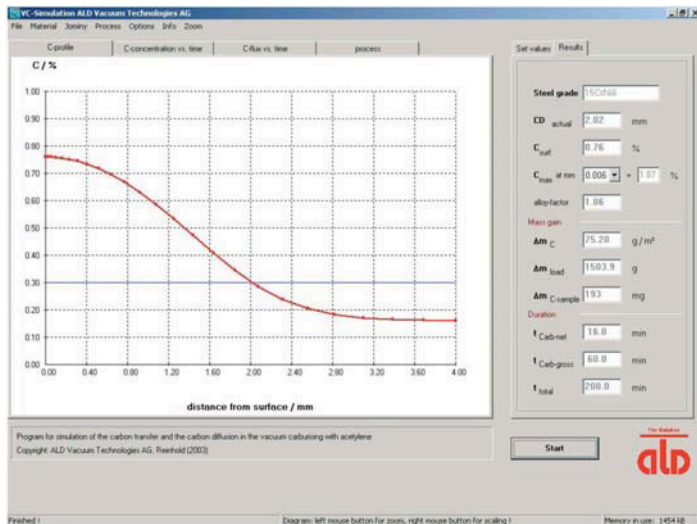 VC-Simulation ALD Vacuum Technologies AG
File Material Jominy Process Options Info Zoom
C-profile C-concentration vs. time C-flux vs. time process
Set values Results
C / %
1.00
0.90
0.80
0.70
0.60
0.50
0.40
0.30
0.20
0.10
0.00
0.00 0.40 0.80 1.20 1.60 2.00 2.40 2.80 3.20 3.60 4.00
distance from surface / mm
Steel grade 15CrNi6
CD actual 2.02 mm
C surf. 0.76 %
C max at mm 0.006 = 1.87 %
alloy-factor 1.06
Mass gain
Δm C 75.20 g/m²
Δm load 1503.9 g
Δm C-sample 193 mg
Duration
t Carb-net 16.0 min
t Carb-gross 60.0 min
t total 200.0 min
Program for simulation of the carbon transfer and the carbon diffusion in the vacuum carburising with acetylene
Copyright: ALD Vacuum Technologies AG, Reinhold (2003)
Start
ALD
Finished ! Diagram: left mouse button for zoom, right mouse button for scaling ! Memory in use: 1454 kB